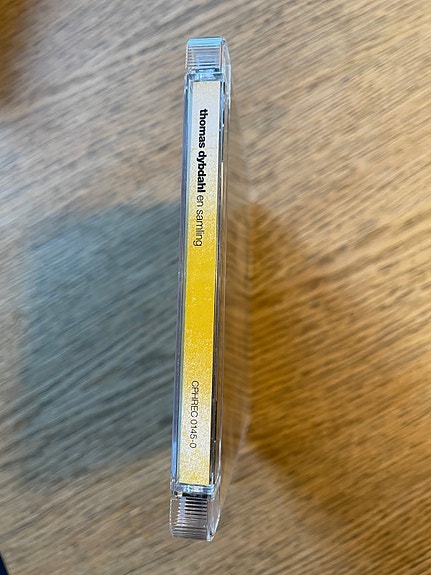 thomas dybdahl en samling
CPHREC 0145-0